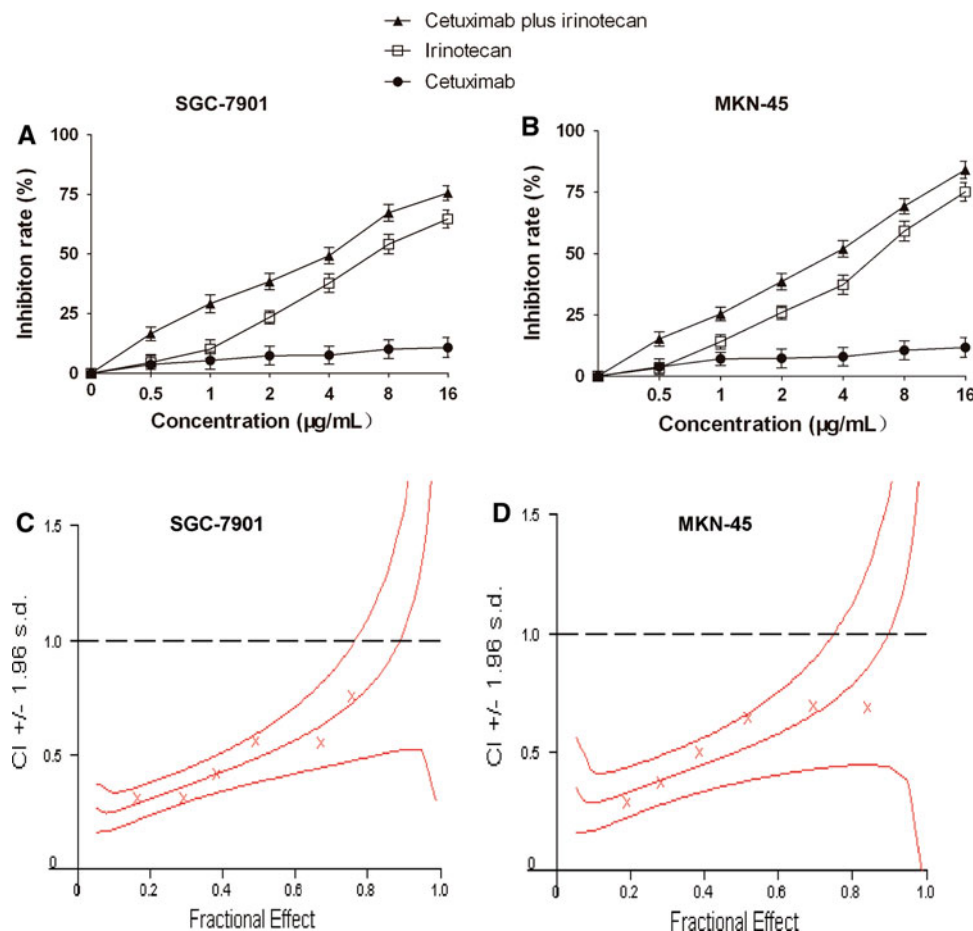 Cetuximab plus irinotecan
Irinotecan
Cetuximab
A
SGC-7901
100
75
50
25
0
Inhibiton rate (%)
0 0.5 1 2 4 8 16
Concentration (µg/mL）
B
MKN-45
100
75
50
25
0
Inhibiton rate (%)
0.5 1 2 4 8 16
Concentration (µg/mL）
C
SGC-7901
1.5
1.0
0.5
0
CI +/- 1.96 s.d.
0 0.2 0.4 0.6 0.8 1.0
Fractional Effect
D
MKN-45
1.5
1.0
0.5
0
CI +/- 1.96 s.d.
0 0.2 0.4 0.6 0.8 1.0
Fractional Effect